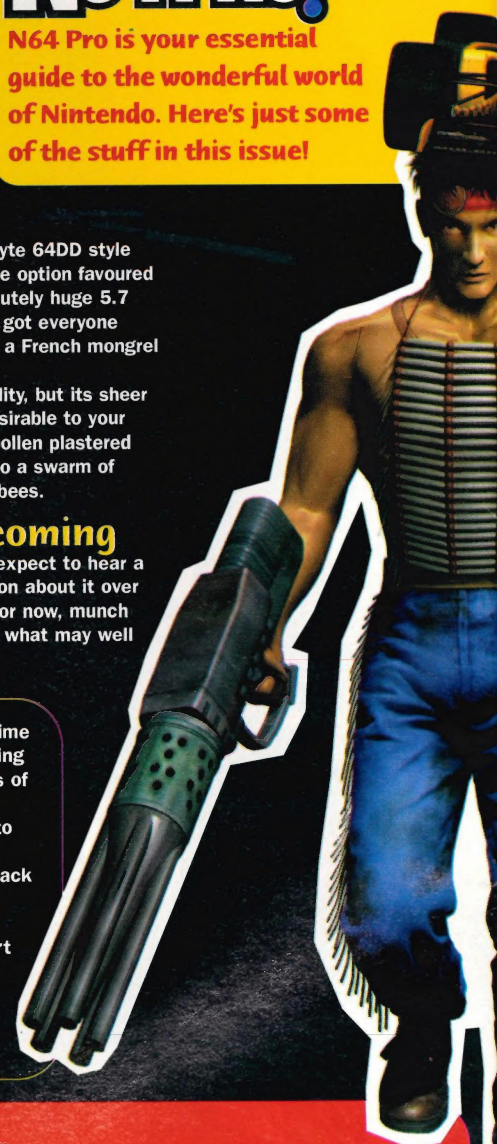 N64 Pro is your essential
guide to the wonderful world
of Nintendo. Here's just some
of the stuff in this issue!
yte 64DD style
e option favoured
utely huge 5.7
got everyone
a French mongrel
lity, but its sheer
sirable to your
ollen plastered
o a swarm of
bees.
coming
expect to hear a
on about it over
or now, munch
what may well
ime
ing
s of
to
ack
rt